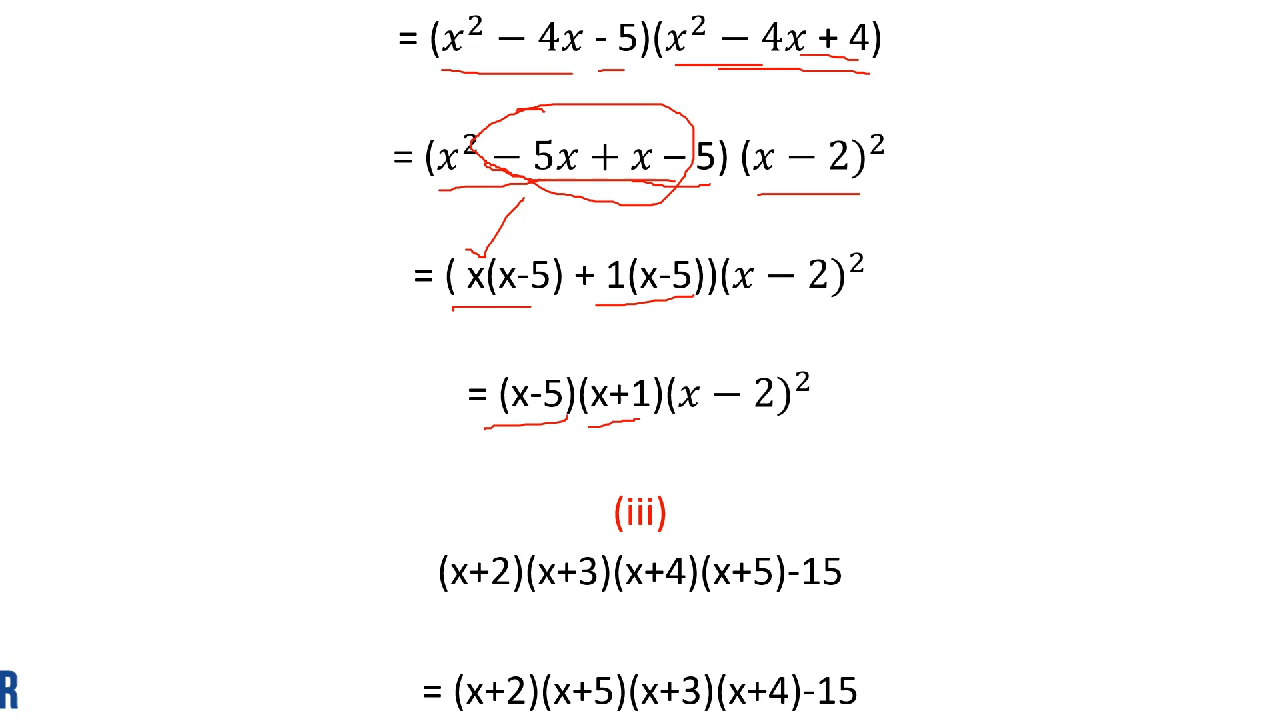 = (x² − 4x - 5)(x² − 4x + 4)
= (x² − 5x + x − 5) (x − 2)²
= ( x(x-5) + 1(x-5))(x − 2)²
= (x-5)(x+1)(x − 2)²
(iii)
(x+2)(x+3)(x+4)(x+5)-15
= (x+2)(x+5)(x+3)(x+4)-15
R